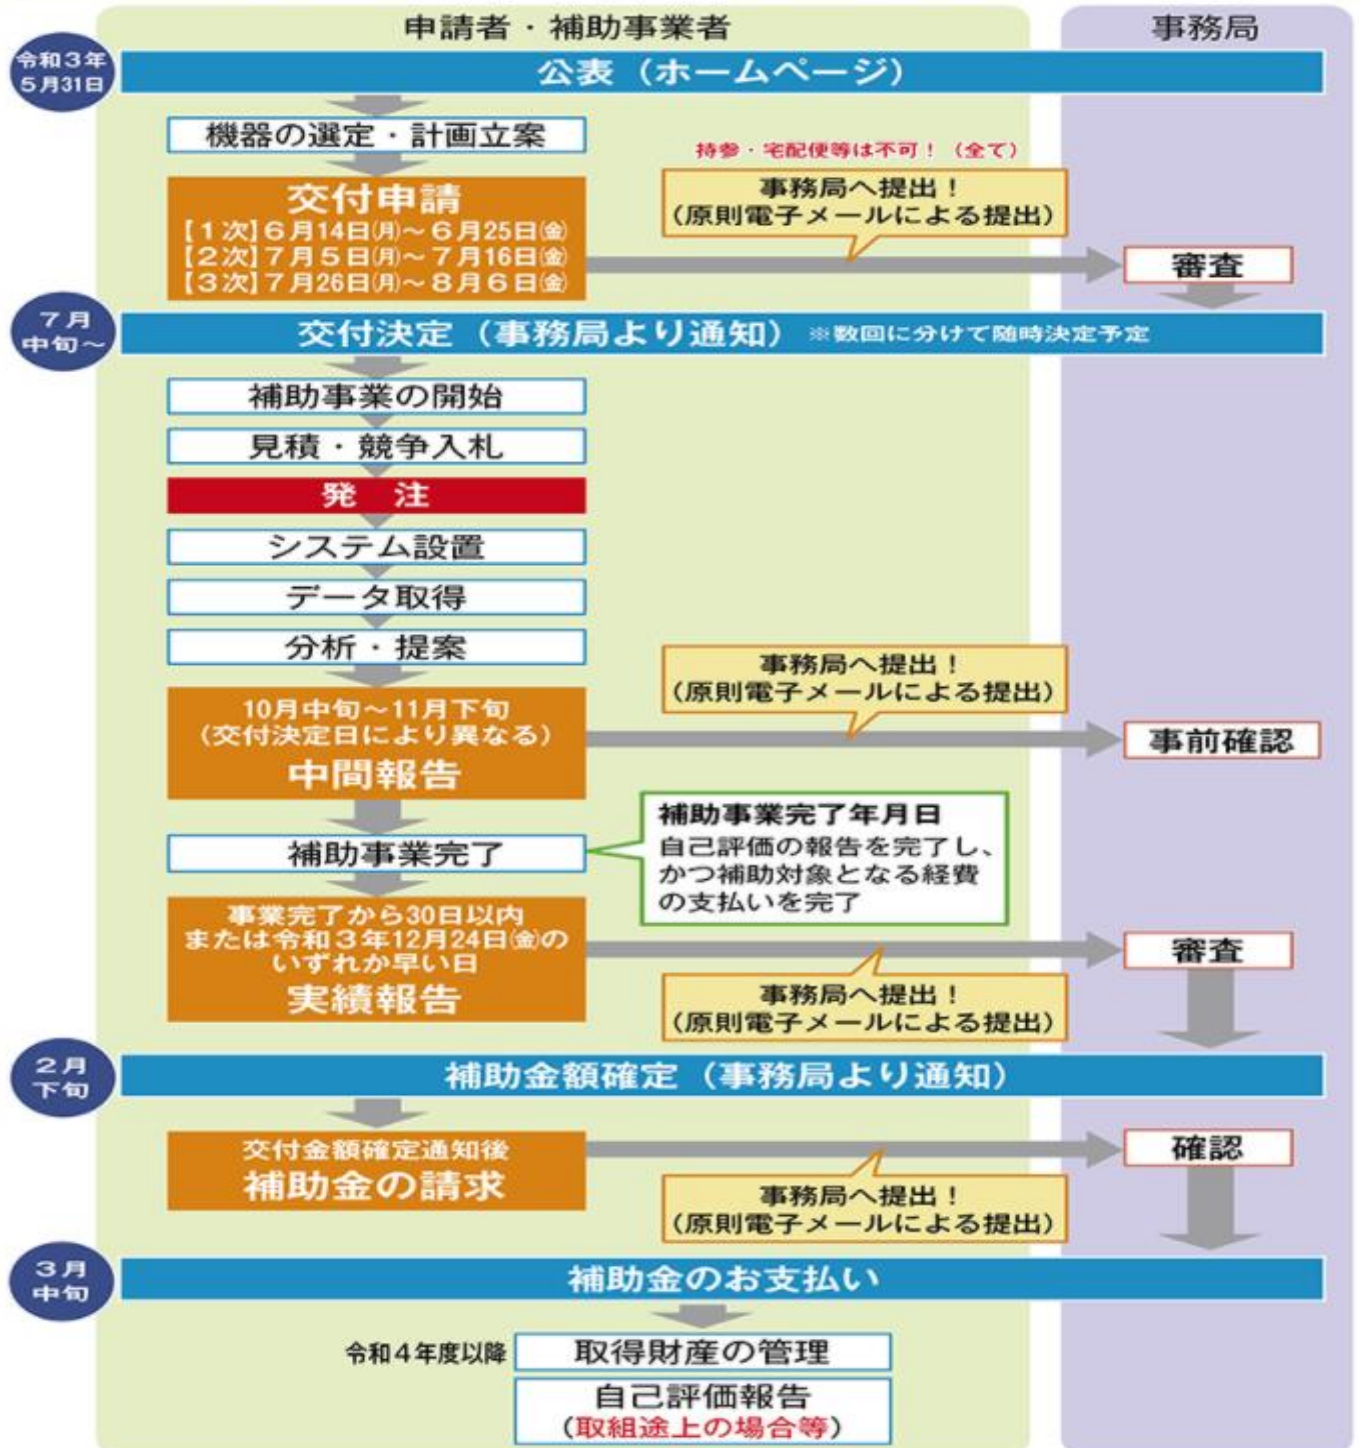 申請者・補助事業者
事務局
令和3年
5月31日
公表（ホームページ）
機器の選定・計画立案
持参・宅配便等は不可！（全て）
交付申請
【1次】6月14日㈪～6月25日㈮
【2次】7月5日㈪～7月16日㈮
【3次】7月26日㈪～8月6日㈮
事務局へ提出！
（原則電子メールによる提出）
審査
7月
中旬～
交付決定（事務局より通知）※数回に分けて随時決定予定
補助事業の開始
見積・競争入札
発　注
システム設置
データ取得
分析・提案
事務局へ提出！
（原則電子メールによる提出）
10月中旬～11月下旬
（交付決定日により異なる）
中間報告
事前確認
補助事業完了
補助事業完了年月日
自己評価の報告を完了し、
かつ補助対象となる経費
の支払いを完了
事業完了から30日以内
または令和3年12月24日㈮の
いずれか早い日
実績報告
審査
事務局へ提出！
（原則電子メールによる提出）
2月
下旬
補助金額確定（事務局より通知）
交付金額確定通知後
補助金の請求
確認
事務局へ提出！
（原則電子メールによる提出）
3月
中旬
補助金のお支払い
令和4年度以降
取得財産の管理
自己評価報告
（取組途上の場合等）